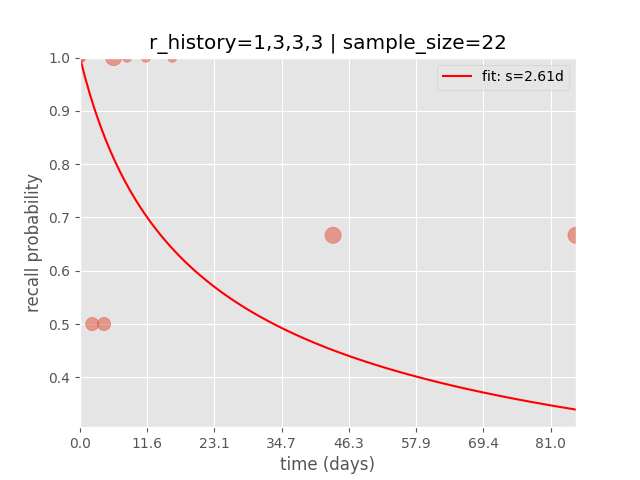 r_history=1,3,3,3 | sample_size=22
fit: s=2.61d
1.0
0.9
0.8
0.7
0.6
0.5
0.4
recall probability
0.0 11.6 23.1 34.7 46.3 57.9 69.4 81.0
time (days)